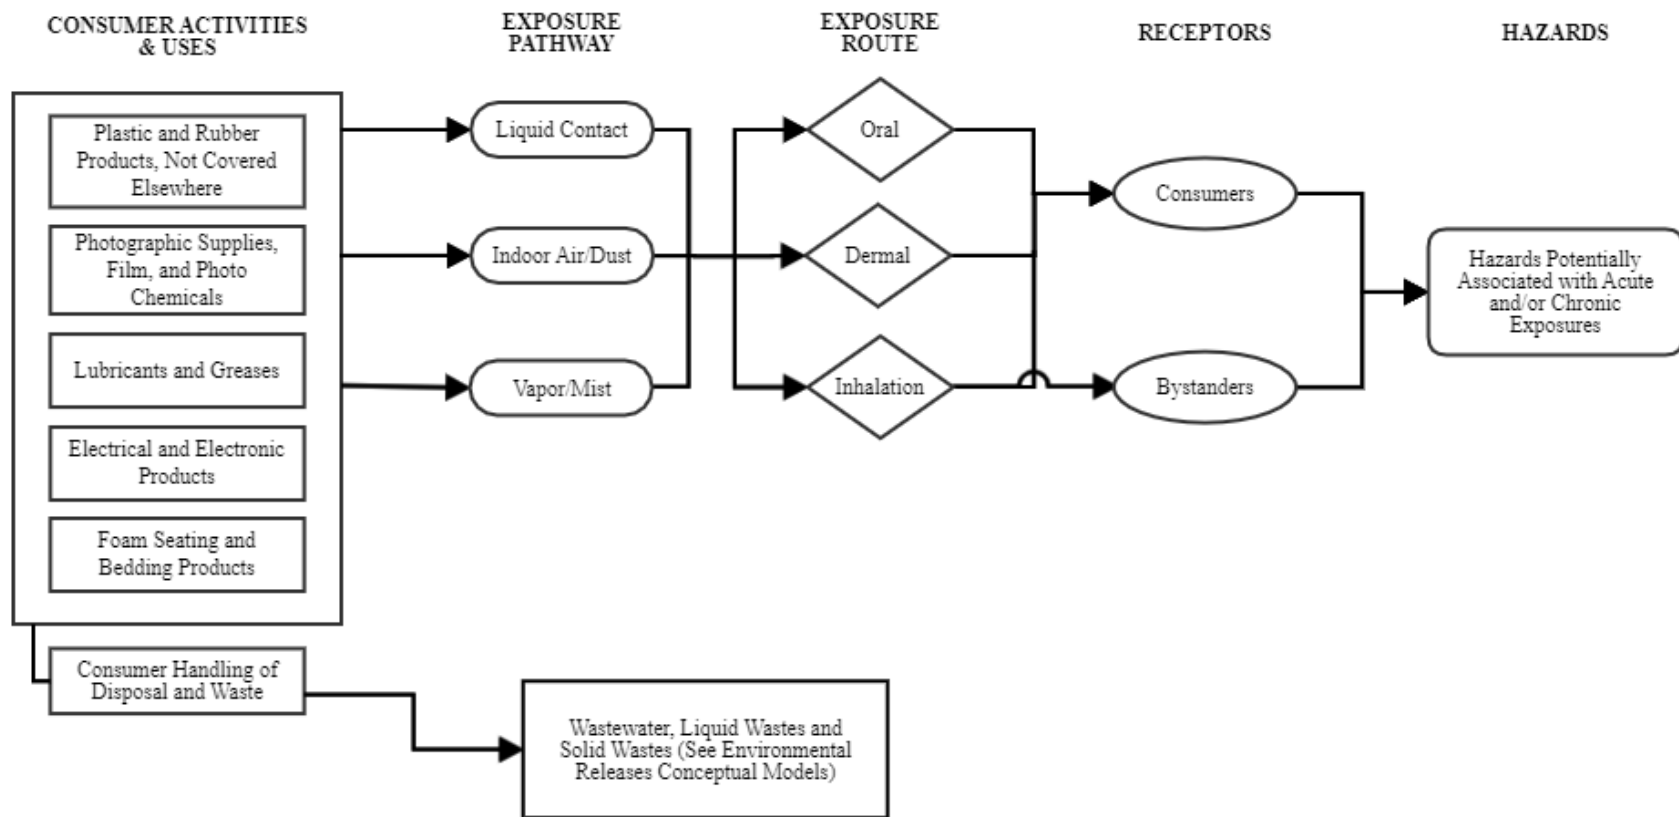 CONSUMER ACTIVITIES
& USES
EXPOSURE
PATHWAY
EXPOSURE
ROUTE
RECEPTORS
HAZARDS
Plastic and Rubber
Products, Not Covered
Elsewhere
Photographic Supplies,
Film, and Photo
Chemicals
Lubricants and Greases
Electrical and Electronic
Products
Foam Seating and
Bedding Products
Consumer Handling of
Disposal and Waste
Liquid Contact
Indoor Air/Dust
Vapor/Mist
Wastewater, Liquid Wastes and
Solid Wastes (See Environmental
Releases Conceptual Models)
Oral
Dermal
Inhalation
Consumers
Bystanders
Hazards Potentially
Associated with Acute
and/or Chronic
Exposures